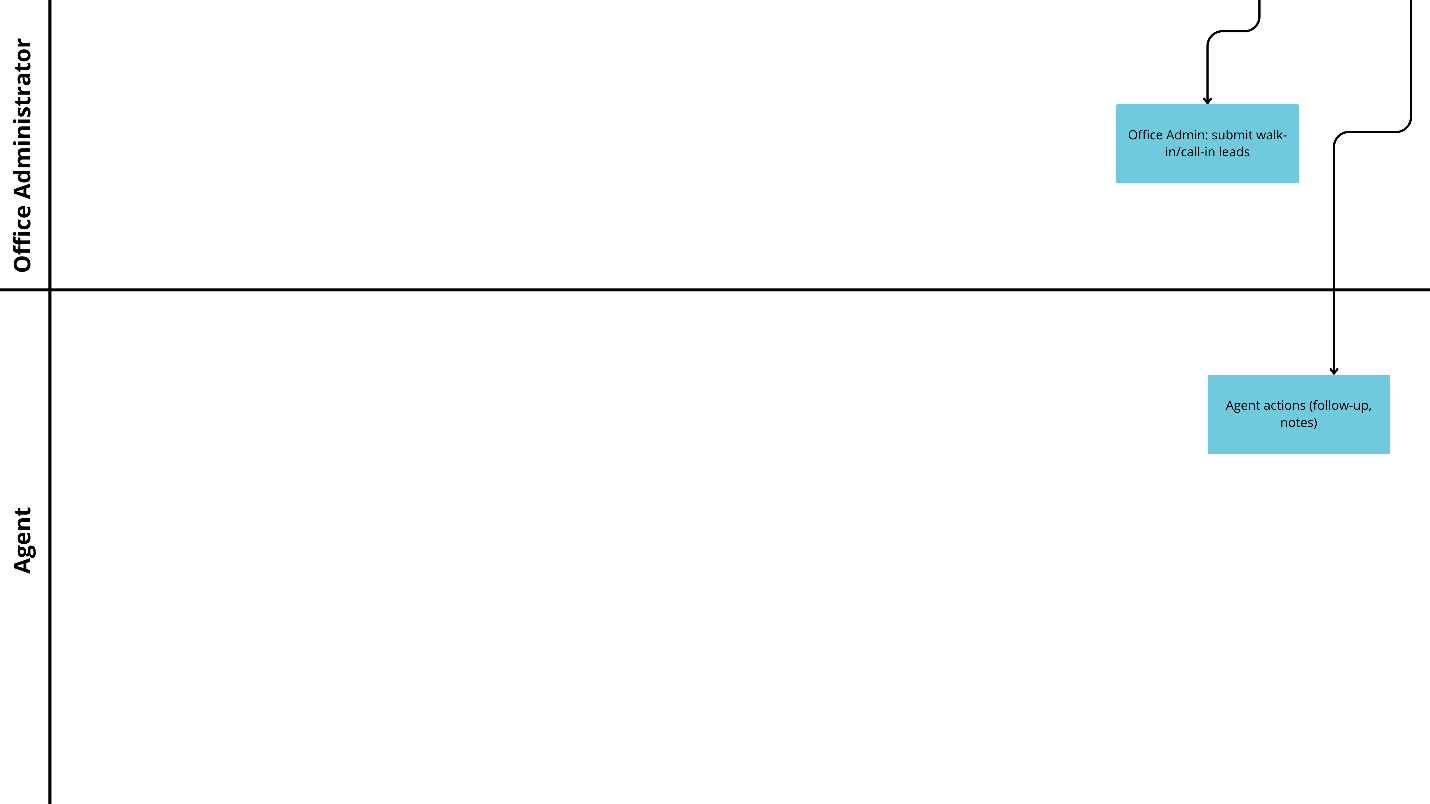 Office Administrator
Office Admin: submit walk-
in/call-in leads
Agent
Agent actions (follow-up,
notes)